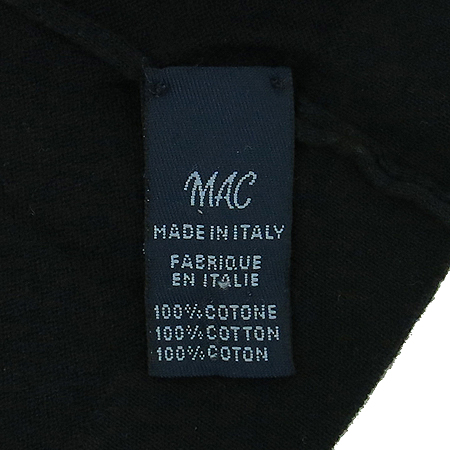 MAC
MADE IN ITALY
FABRIQUE
EN ITALIE
100% COTONE
100% COTTON
100% COTON